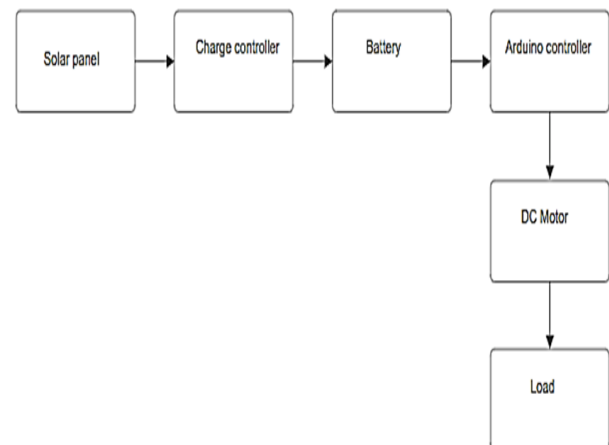 Solar panel
Charge controller
Battery
Arduino controller
DC Motor
Load